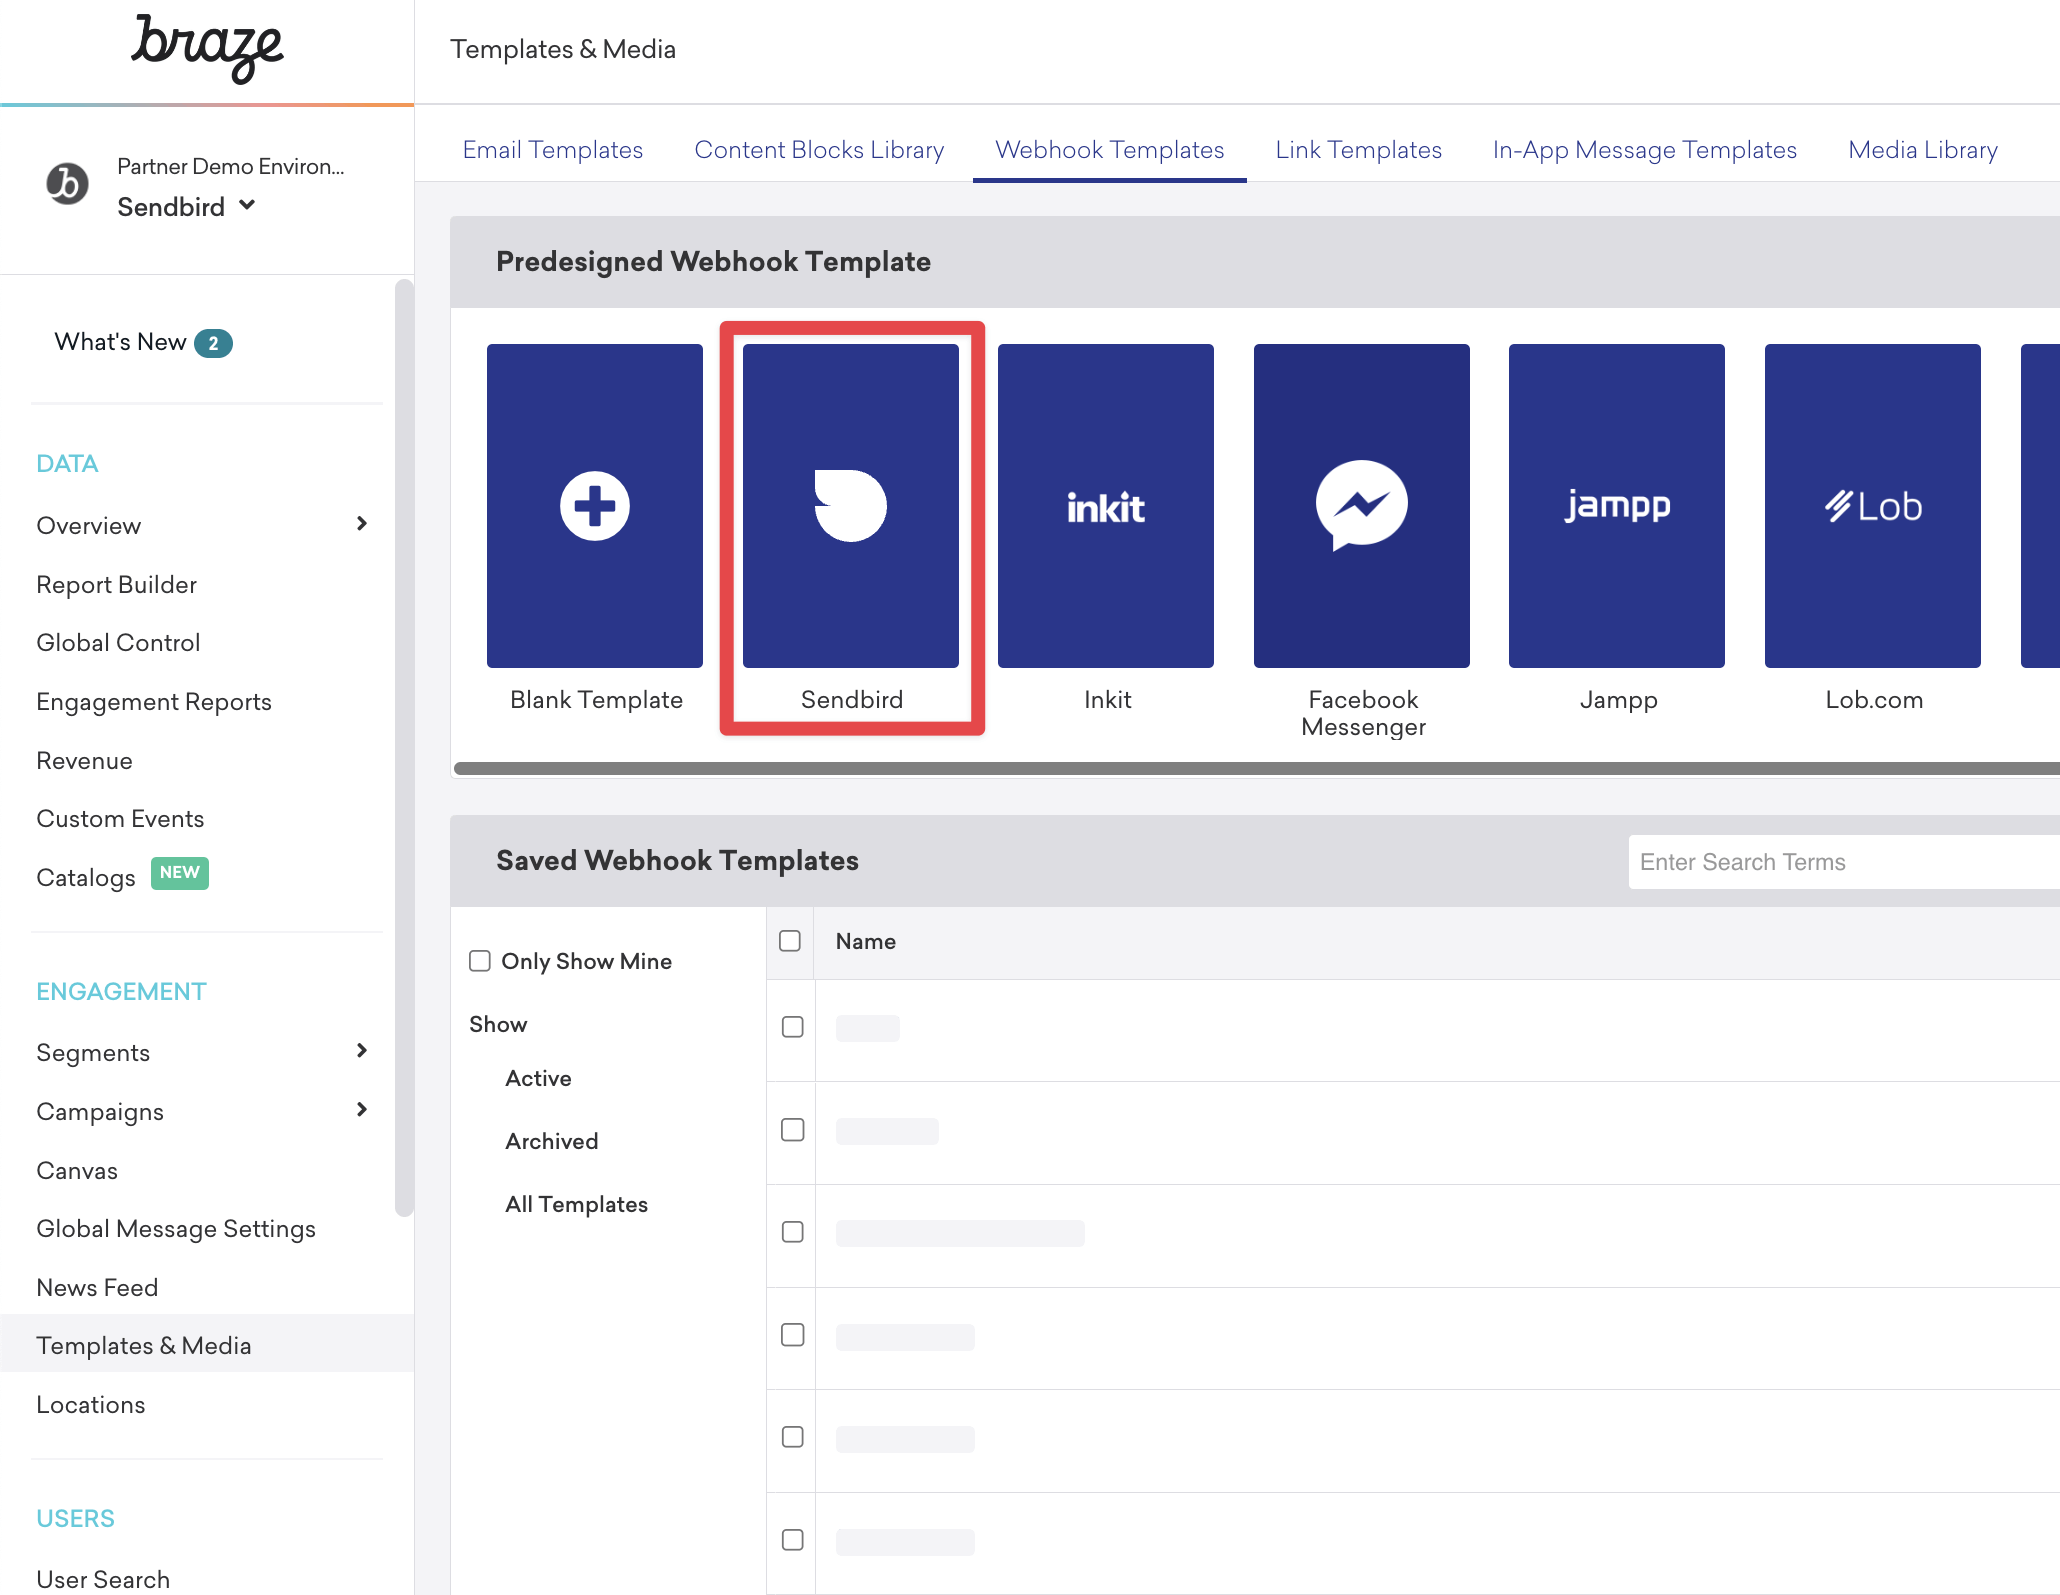 braze
Templates & Media
Partner Demo Environ...
Sendbird
What's New 2
DATA
Overview
Report Builder
Global Control
Engagement Reports
Revenue
Custom Events
Catalogs NEW
ENGAGEMENT
Segments
Campaigns
Canvas
Global Message Settings
News Feed
Templates & Media
Locations
USERS
User Search
Email Templates
Content Blocks Library
Webhook Templates
Link Templates
In-App Message Templates
Media Library
Predesigned Webhook Template
inkit
jampp
Lob
Blank Template
Sendbird
Inkit
Facebook
Messenger
Jampp
Lob.com
Saved Webhook Templates
Enter Search Terms
Only Show Mine
Show
Active
Archived
All Templates
Name